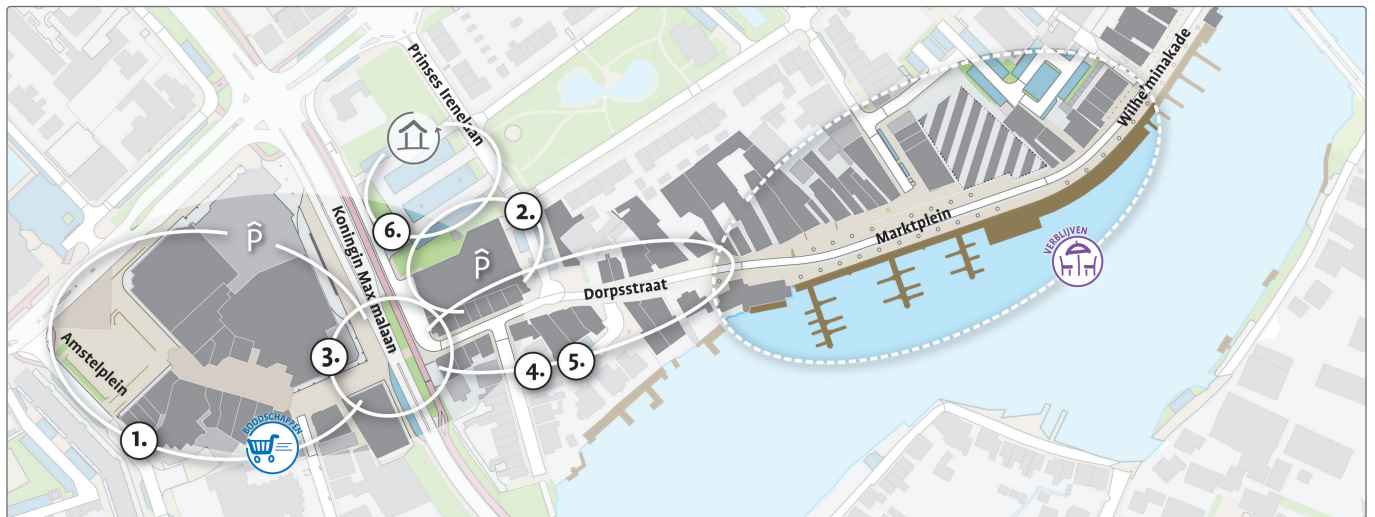 Prinses Irenelaan
Wilhelminakade
P
6.
2.
Koningin Maximalaan
P
Marktplein
VERBLIJVEN
Dorpsstraat
3.
Amstelplein
4.
5.
1.
BOODSCHAPPEN